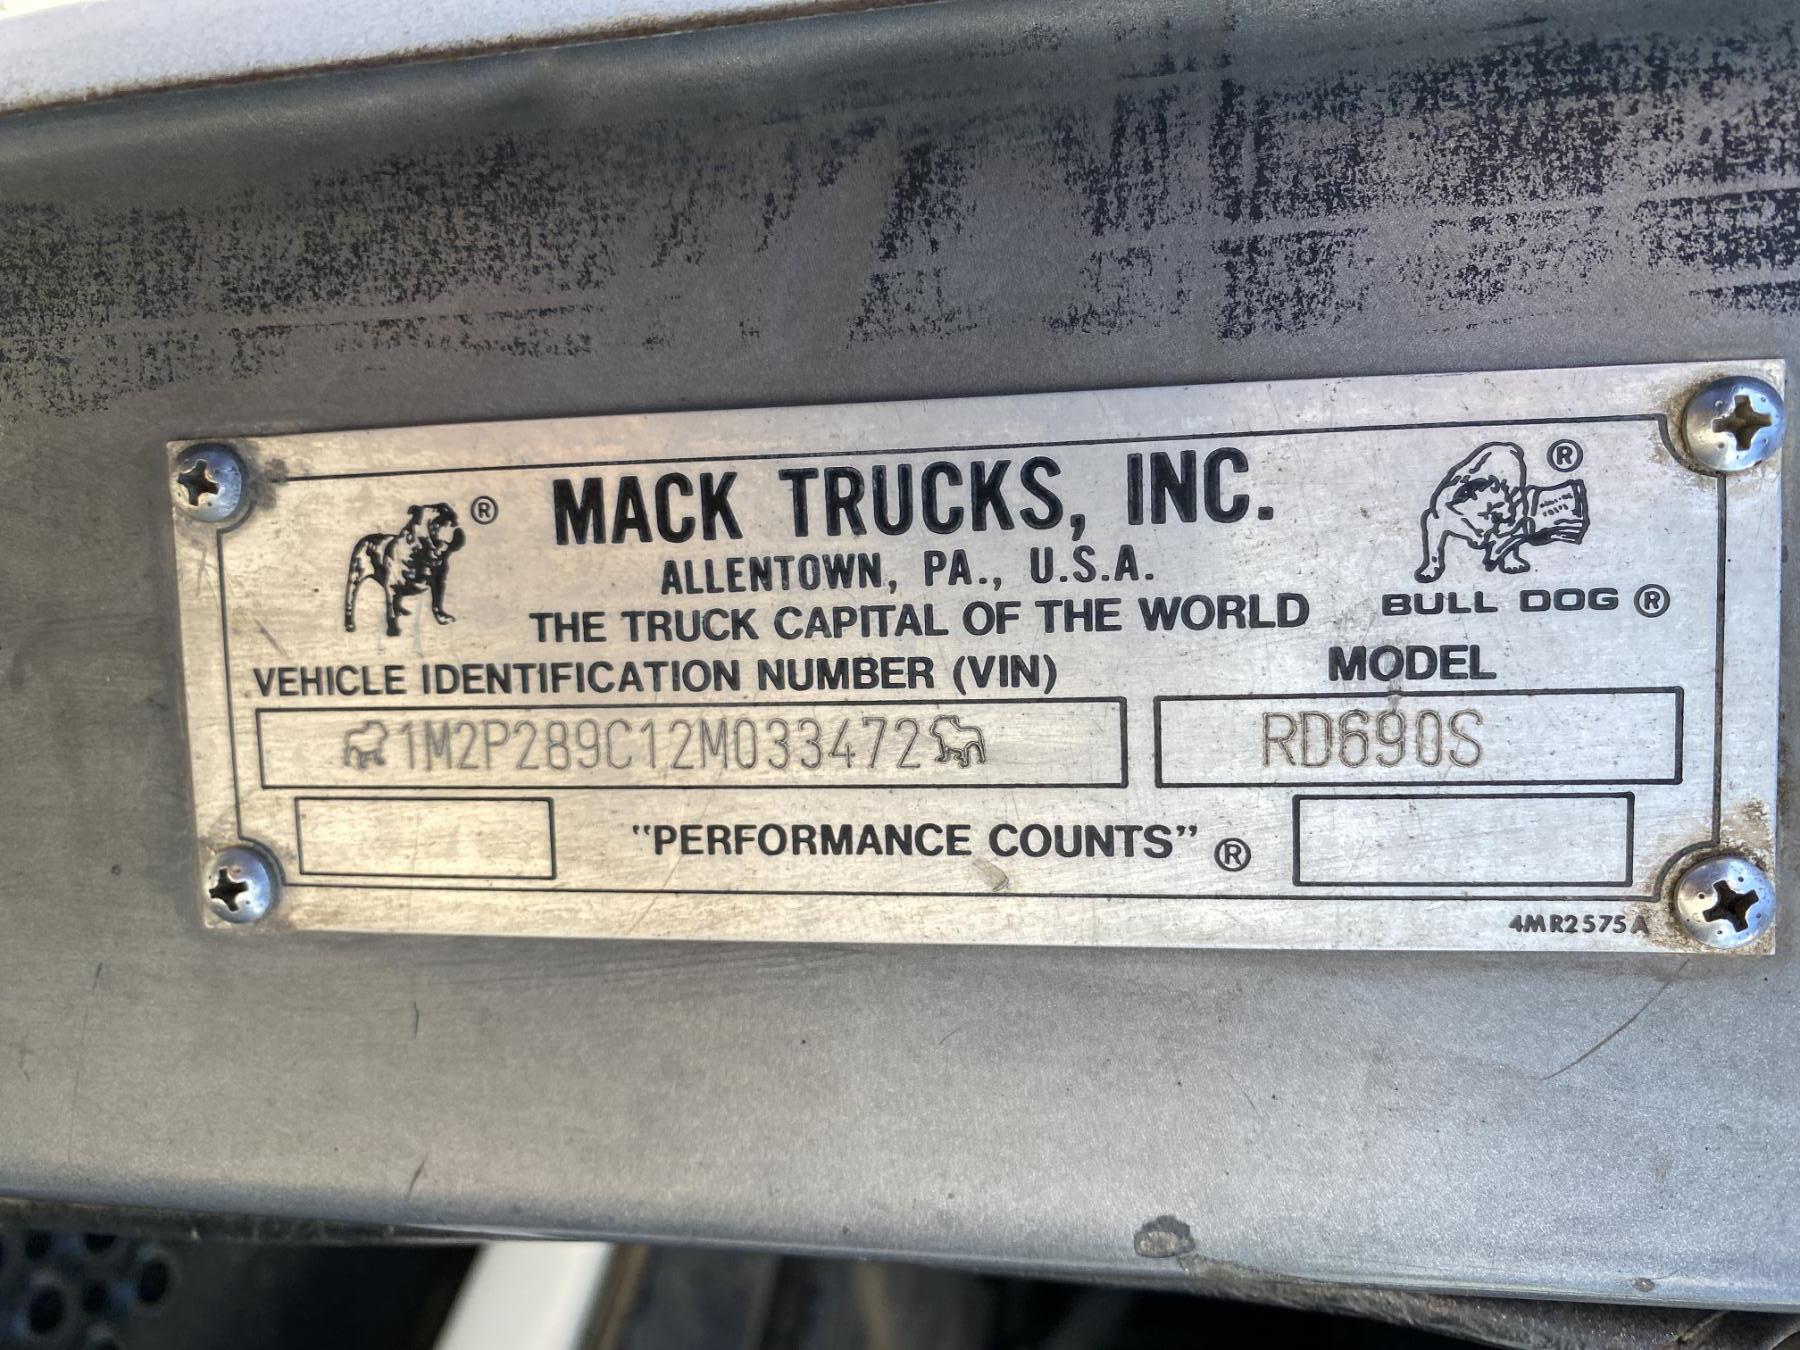 ® MACK TRUCKS, INC. ®
ALLENTOWN, PA., U.S.A.
THE TRUCK CAPITAL OF THE WORLD
BULL DOG ®
VEHICLE IDENTIFICATION NUMBER (VIN)
MODEL
1M2P289C12M033472
RD690S
"PERFORMANCE COUNTS" ®
4MR2575A